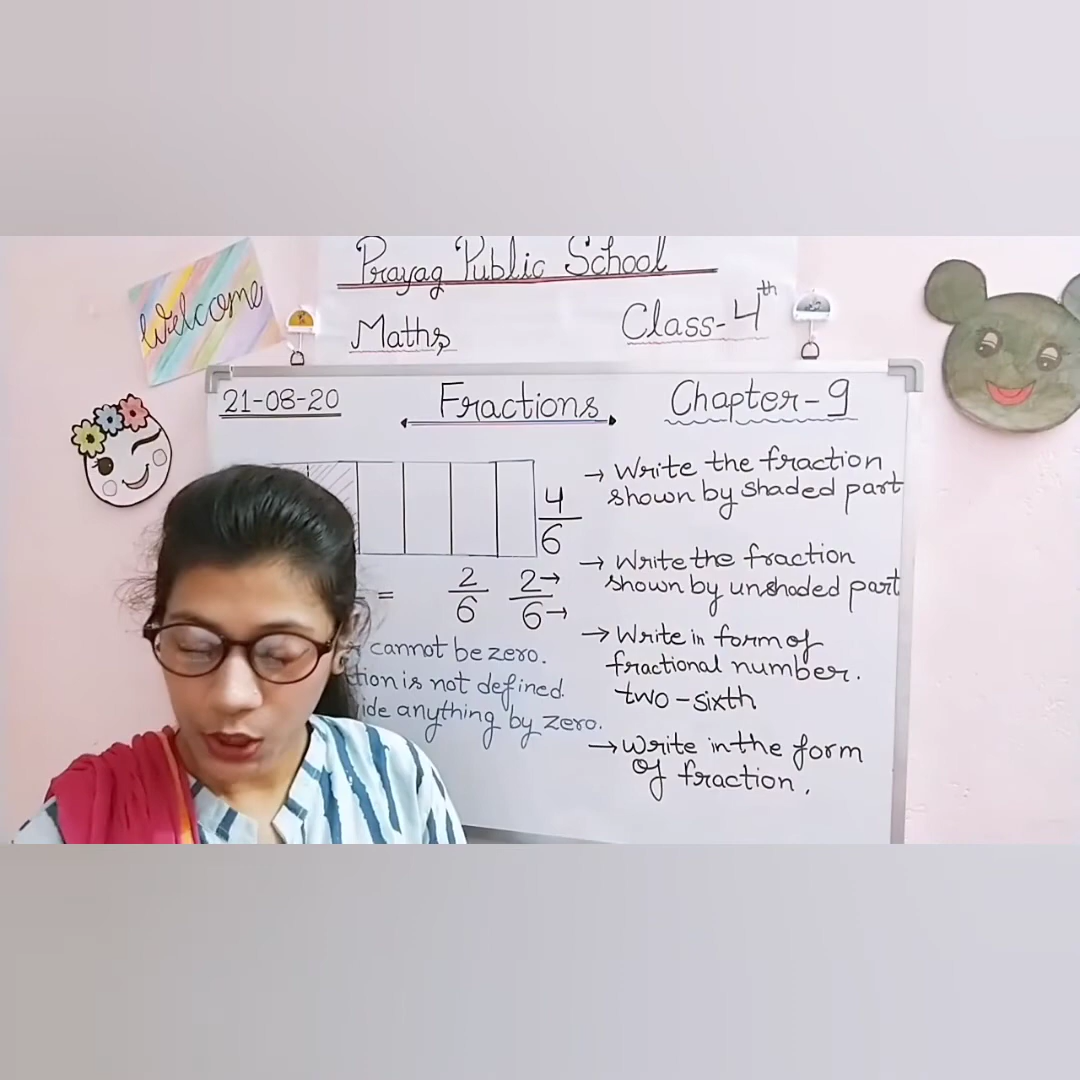 Prayag Public School
Welcome
Maths
Class-4th
21-08-20
Fractions
Chapter-9
4
6
= 2 2→
6 6→
cannot be zero.
tion is not defined.
ide anything by zero.
→ Write the fraction
shown by shaded part
→ Write the fraction
shown by unshaded part
→ Write in form of
fractional number.
two-sixth
→ Write in the form
of fraction.